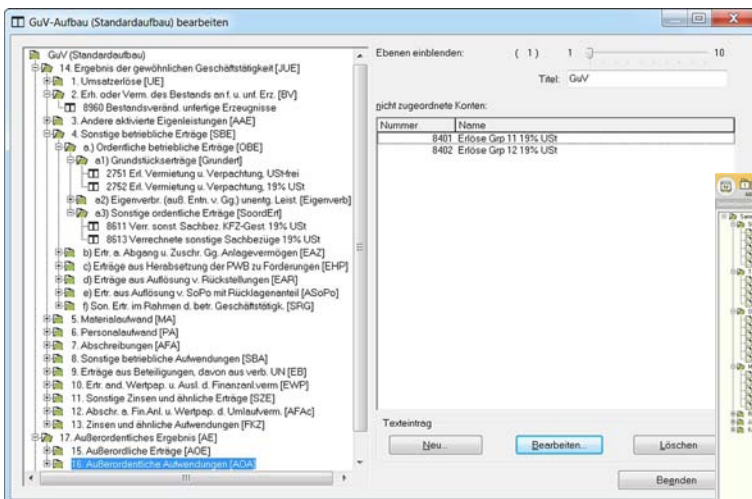 GuV-Aufbau (Standardaufbau) bearbeiten
GuV (Standardaufbau)
14. Ergebnis der gewöhnlichen Geschäftstätigkeit [JUE]
1. Umsatzerlöse [UE]
2. Erh. oder Verm. des Bestands an f. u. unf. Erz. [BV]
8960 Bestandsveränd. unfertige Erzeugnisse
3. Andere aktivierte Eigenleistungen [AAE]
4. Sonstige betriebliche Erträge [SBE]
a.) Ordentliche betriebliche Erträge [OBE]
a1) Grundstückserträge [Grundert]
2751 Erl. Vermietung u. Verpachtung, USt-frei
2752 Erl. Vermietung u. Verpachtung, 19% USt
a2) Eigenverbr. (auß. Entn. v. Gg.) unentg. Leist. [Eigenverb]
a3) Sonstige ordentliche Erträge [SoordErt]
8611 Verr. sonst. Sachbez. KFZ-Gest. 19% USt
8613 Verrechnete sonstige Sachbezüge 19% USt
b) Ertr. a. Abgang u. Zuschr. Gg. Anlagevermögen [EAZ]
c) Erträge aus Herabsetzung der PWB zu Forderungen [EHP]
d) Erträge aus Auflösung v. Rückstellungen [EAR]
e) Ertr. aus Auflösung v. SoPo mit Rücklagenanteil [ASoPo]
f) Son. Ertr. im Rahmen d. betr. Geschäftstätigk. [SRG]
5. Materialaufwand [MA]
6. Personalaufwand [PA]
7. Abschreibungen [AFA]
8. Sonstige betriebliche Aufwendungen [SBA]
9. Erträge aus Beteiligungen, davon aus verb. UN [EB]
10. Ertr. and. Wertpap. u. Ausl. d. Finanzanl.verm [EWP]
11. Sonstige Zinsen und ähnliche Erträge [SZE]
12. Abschr. a. Fin.Anl. u. Wertpap. d. Umlaufverm. [AFAc]
13. Zinsen und ähnliche Aufwendungen [FKZ]
17. Außerordentliches Ergebnis [AE]
15. Außerordliche Erträge [AOE]
16. Außerordentliche Aufwendungen [AOA]
Ebenen einblenden: ( 1 ) 1 10
Titel: GuV
nicht zugeordnete Konten:
Nummer Name
8401 Erlöse Grp 11 19% USt
8402 Erlöse Grp 12 19% USt
Texteintrag
Neu... Bearbeiten... Löschen
Beenden